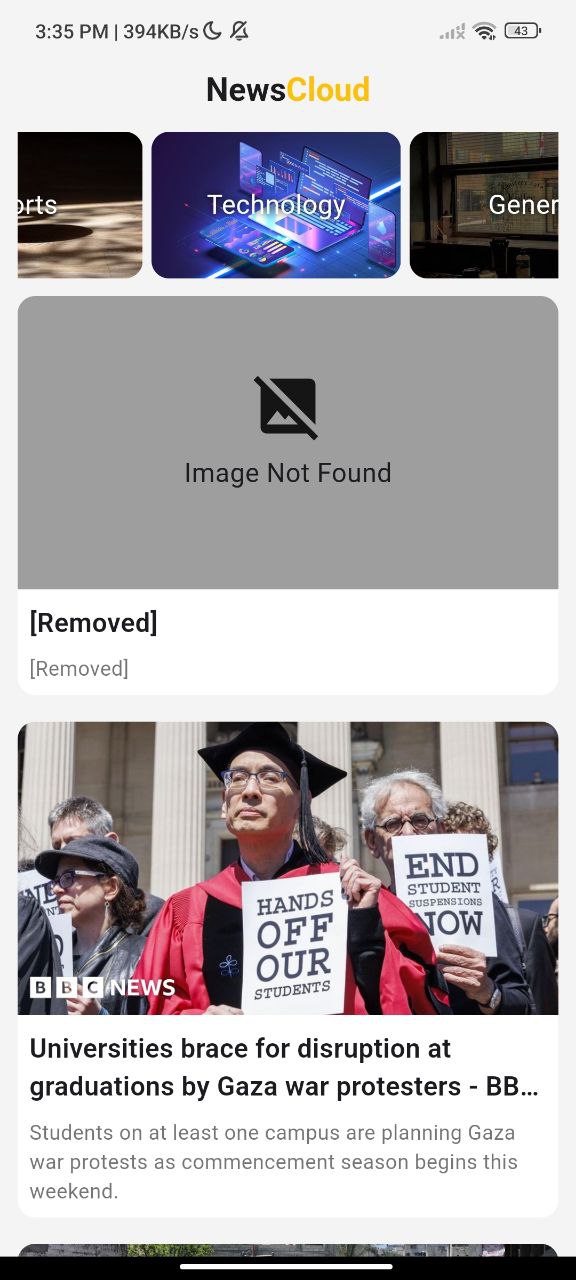 3:35 PM | 394KB/s
43
NewsCloud
orts
Technology
Gener
Image Not Found
[Removed]
[Removed]
HANDS
OFF
OUR
STUDENTS
END
STUDENT
SUSPENSIONS
NOW
BBC NEWS
Universities brace for disruption at
graduations by Gaza war protesters - BB...
Students on at least one campus are planning Gaza
war protests as commencement season begins this
weekend.